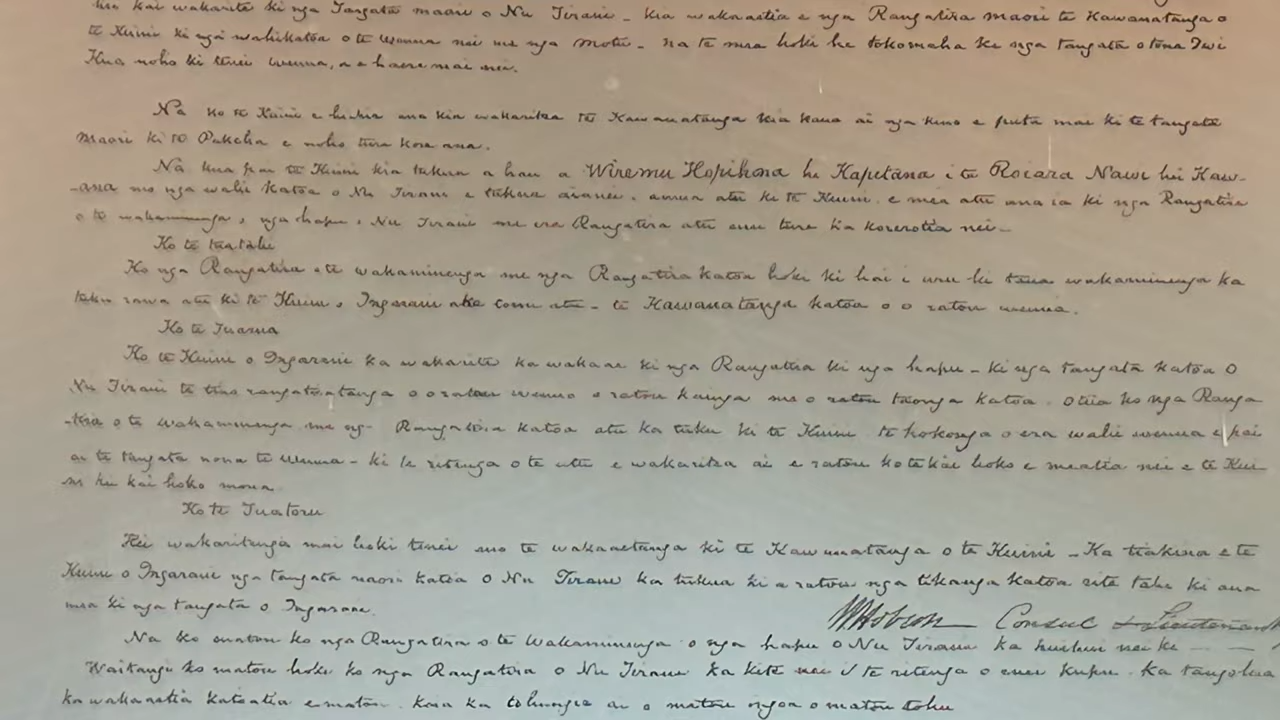 hei kai wakarite ki nga Tangata maori o Nu Tirani - kia wakaaetia e nga Rangatira maori te Kawanatanga o
te Kuini ki nga wahikatoa o te wenua nei me nga motu - na te mea hoki he tokomaha ke nga tangata o tona Iwi
Kua noho ki tenei wenua, a e haere mai nei.
Na ko te Kuini e hiahia ana kia wakaritea te Kawanatanga kia kaua ai nga kino e puta mai ki te tangata
maori ki te Pakeha e noho ture kore ana.
Na kua pai te Kuini kia tukua a hau a Wiremu Hopihona he Kapitana i te Roiara Nawi hei Kaw-
-ana mo nga wahi katoa o Nu Tirani e tukua aianei, amua atu ki te Kuini, e mea atu ana ia ki nga Rangatira
o te wakaminenga o nga hapu o Nu Tirani me era Rangatira atu enei ture ka korerotia nei -
Ko te tuatahi
Ko nga Rangatira o te wakaminenga me nga Rangatira katoa hoki ki hai i uru ki taua wakaminenga ka
tuku rawa atu ki te Kuini o Ingarani ake tonu atu - te Kawanatanga katoa o o ratou wenua.
Ko te Tuarua
Ko te Kuini o Ingarani ka wakarite ka wakaae ki nga Rangatira ki nga hapu - ki nga tangata katoa o
Nu Tirani te tino rangatiratanga o o ratou wenua o ratou kainga me o ratou taonga katoa. Otiia ko nga Ranga
-tira o te wakaminenga me nga Rangatira katoa atu ka tuku ki te Kuini te hokonga o era wahi wenua e pai
ai te tangata nona te wenua - ki te ritenga o te utu e wakaritea ai e ratou ko te kai hoko e meatia nei e te Kui
ni hei kai hoko mona.
Ko te Tuatoru
Hei wakaritenga mai hoki tenei mo te wakaaetanga ki te Kawanatanga o te Kuini - Ka tiakina e te
Kuini o Ingarani nga tangata maori katoa o Nu Tirani ka tukua ki a ratou nga tikanga katoa rite tahi ki ana
mea ki nga tangata o Ingarani.
W Hobson Consul & Lieutenant
Na ko matou ko nga Rangatira o te Wakaminenga o nga hapu o Nu Tirani ka huihui nei ki
Waitangi ko matou hoki ko nga Rangatira o Nu Tirani ka kite nei i te ritenga o enei kupu. Ka tangohia
ka wakaaetia katoatia e matou. Koia ka tohungia ai o matou ingoa o matou tohu